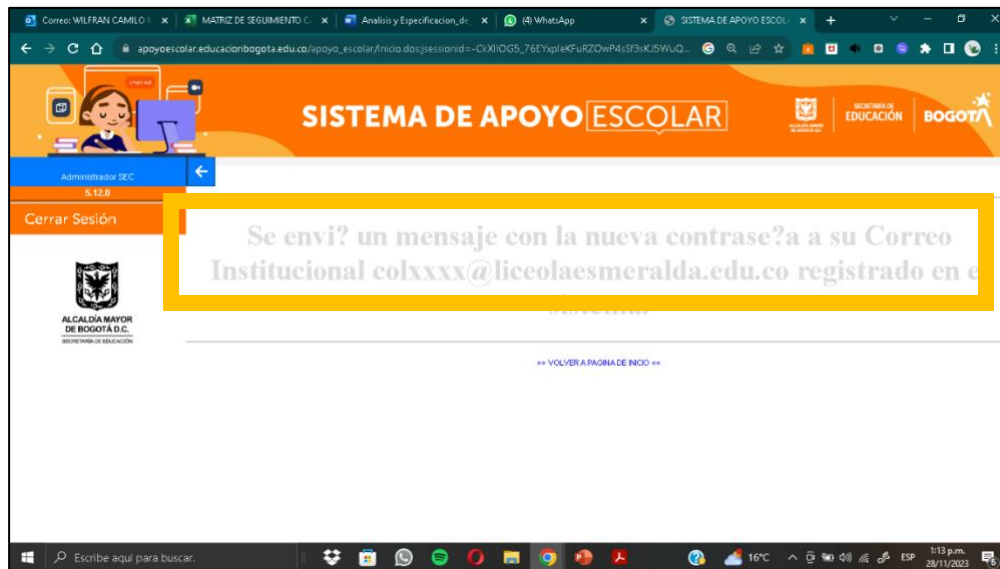 Correo: WILFRAN CAMILO
MATRIZ DE SEGUIMIENTO
Analisis y Especificacion_de_
(4) WhatsApp
SISTEMA DE APOYO ESCOL
apoyoescolar.educacionbogota.edu.co/apoyo_escolar/Inicio.do
SISTEMA DE APOYO ESCOLAR
SECRETARÍA DE
EDUCACIÓN
BOGOTÁ
Administrador SEC
5.12.0
Cerrar Sesión
Se envi? un mensaje con la nueva contrase?a a su Correo
Institucional colxxxx@liceolaesmeralda.edu.co registrado en e
sistema.
ALCALDÍA MAYOR
DE BOGOTÁ D.C.
SECRETARÍA DE EDUCACIÓN
>> VOLVER A PAGINA DE INICIO <<
Escribe aquí para buscar.
16°C
ESP
1:13 p.m.
28/11/2023